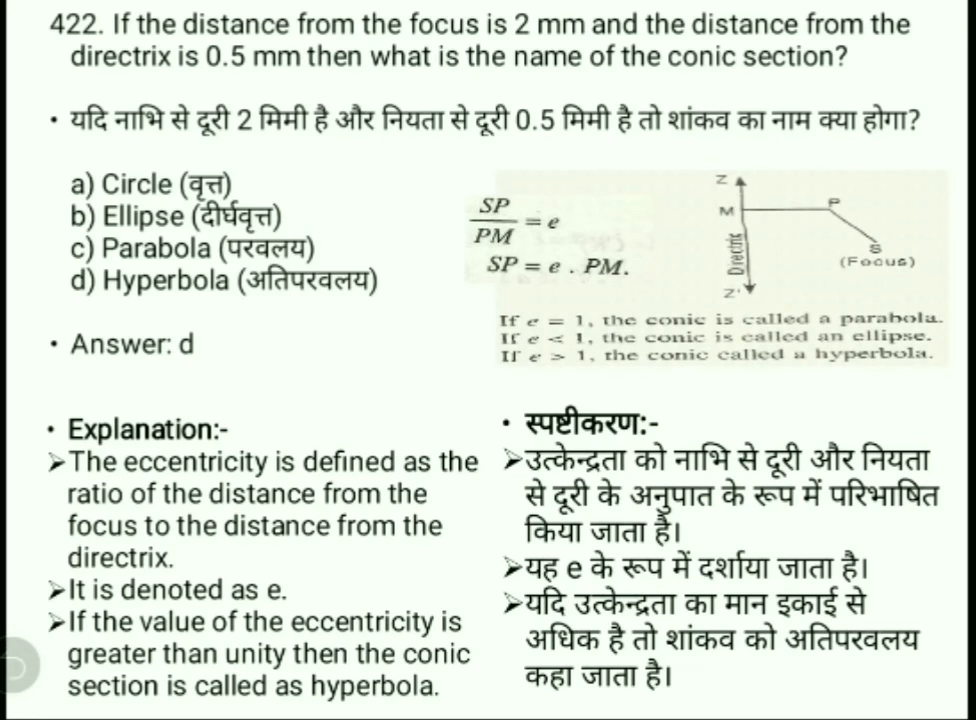 422. If the distance from the focus is 2 mm and the distance from the
directrix is 0.5 mm then what is the name of the conic section?
• यदि नाभि से दूरी 2 मिमी है और नियता से दूरी 0.5 मिमी है तो शांकव का नाम क्या होगा?
a) Circle (वृत्त)
b) Ellipse (दीर्घवृत्त)
c) Parabola (परवलय)
d) Hyperbola (अतिपरवलय)
• Answer: d
SP
PM
= e
SP = e . PM.
Z
M
P
Directrix
S
(Focus)
Z'
If e = 1, the conic is called a parabola.
If e < 1, the conic is called an ellipse.
If e > 1, the conic called a hyperbola.
• Explanation:-
➢The eccentricity is defined as the
ratio of the distance from the
focus to the distance from the
directrix.
➢It is denoted as e.
➢If the value of the eccentricity is
greater than unity then the conic
section is called as hyperbola.
• स्पष्टीकरण:-
➢उत्केन्द्रता को नाभि से दूरी और नियता
से दूरी के अनुपात के रूप में परिभाषित
किया जाता है।
➢यह e के रूप में दर्शाया जाता है।
➢यदि उत्केन्द्रता का मान इकाई से
अधिक है तो शांकव को अतिपरवलय
कहा जाता है।